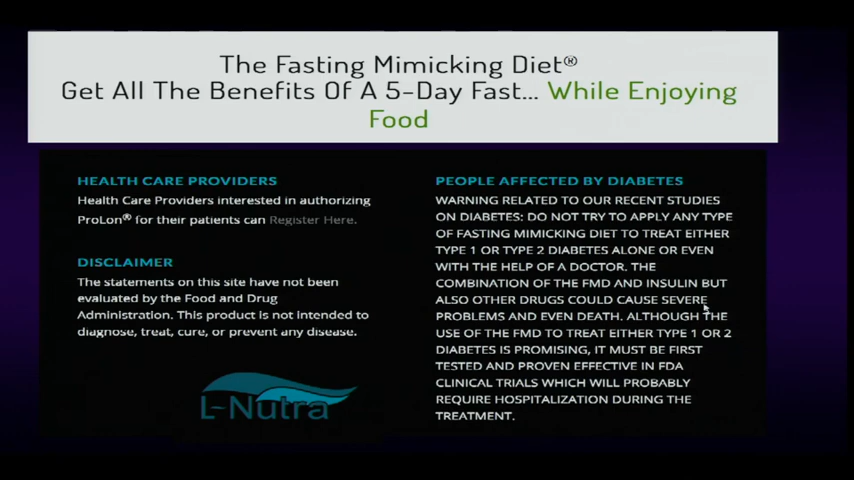 The Fasting Mimicking Diet®
Get All The Benefits Of A 5-Day Fast... While Enjoying
Food
HEALTH CARE PROVIDERS
Health Care Providers interested in authorizing
ProLon® for their patients can Register Here.
DISCLAIMER
The statements on this site have not been
evaluated by the Food and Drug
Administration. This product is not intended to
diagnose, treat, cure, or prevent any disease.
L-Nutra
PEOPLE AFFECTED BY DIABETES
WARNING RELATED TO OUR RECENT STUDIES
ON DIABETES: DO NOT TRY TO APPLY ANY TYPE
OF FASTING MIMICKING DIET TO TREAT EITHER
TYPE 1 OR TYPE 2 DIABETES ALONE OR EVEN
WITH THE HELP OF A DOCTOR. THE
COMBINATION OF THE FMD AND INSULIN BUT
ALSO OTHER DRUGS COULD CAUSE SEVERE
PROBLEMS AND EVEN DEATH. ALTHOUGH THE
USE OF THE FMD TO TREAT EITHER TYPE 1 OR 2
DIABETES IS PROMISING, IT MUST BE FIRST
TESTED AND PROVEN EFFECTIVE IN FDA
CLINICAL TRIALS WHICH WILL PROBABLY
REQUIRE HOSPITALIZATION DURING THE
TREATMENT.